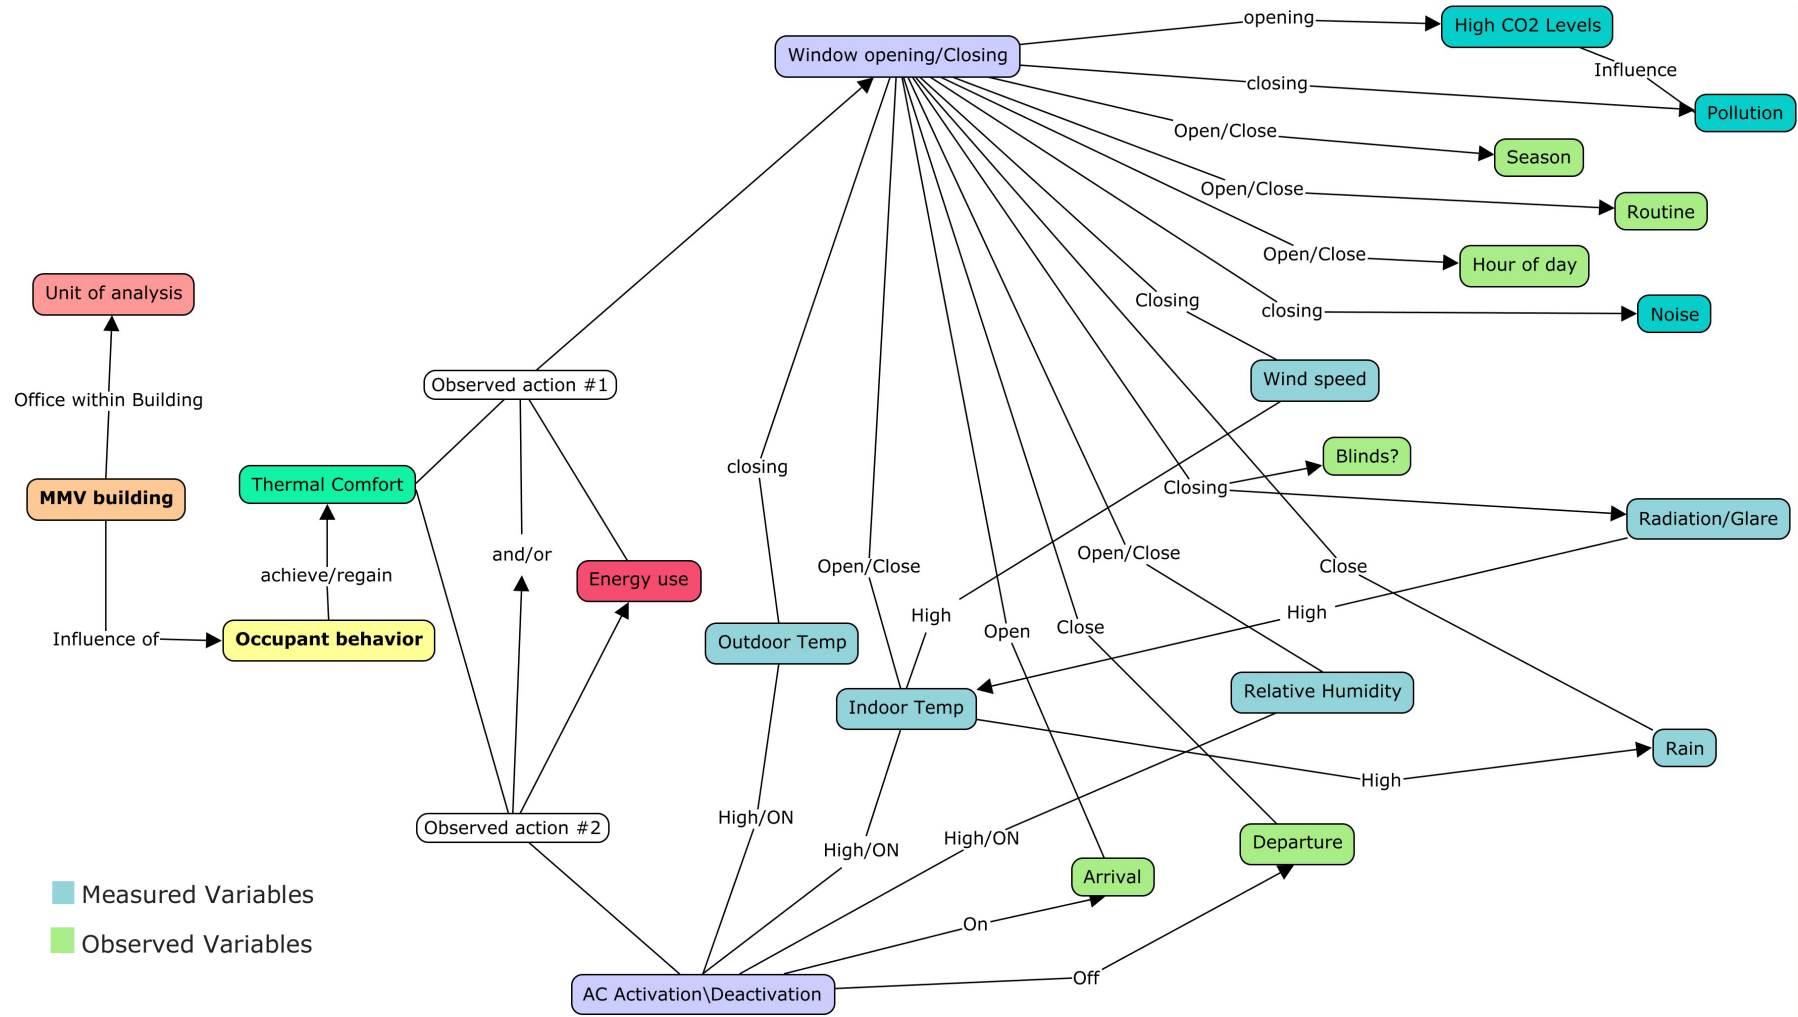 opening
High CO2 Levels
Window opening/Closing
Influence
closing
Pollution
Open/Close
Season
Open/Close
Routine
Open/Close
Hour of day
Unit of analysis
Closing
closing
Noise
Wind speed
Observed action #1
Office within Building
Blinds?
closing
Thermal Comfort
Closing
MMV building
Radiation/Glare
and/or
Open/Close
Open/Close
Close
achieve/regain
Energy use
High
High
Influence of
Occupant behavior
Outdoor Temp
Open
Close
Relative Humidity
Indoor Temp
Rain
High
High/ON
Observed action #2
High/ON
High/ON
Departure
Arrival
Measured Variables
On
Observed Variables
Off
AC Activation\Deactivation